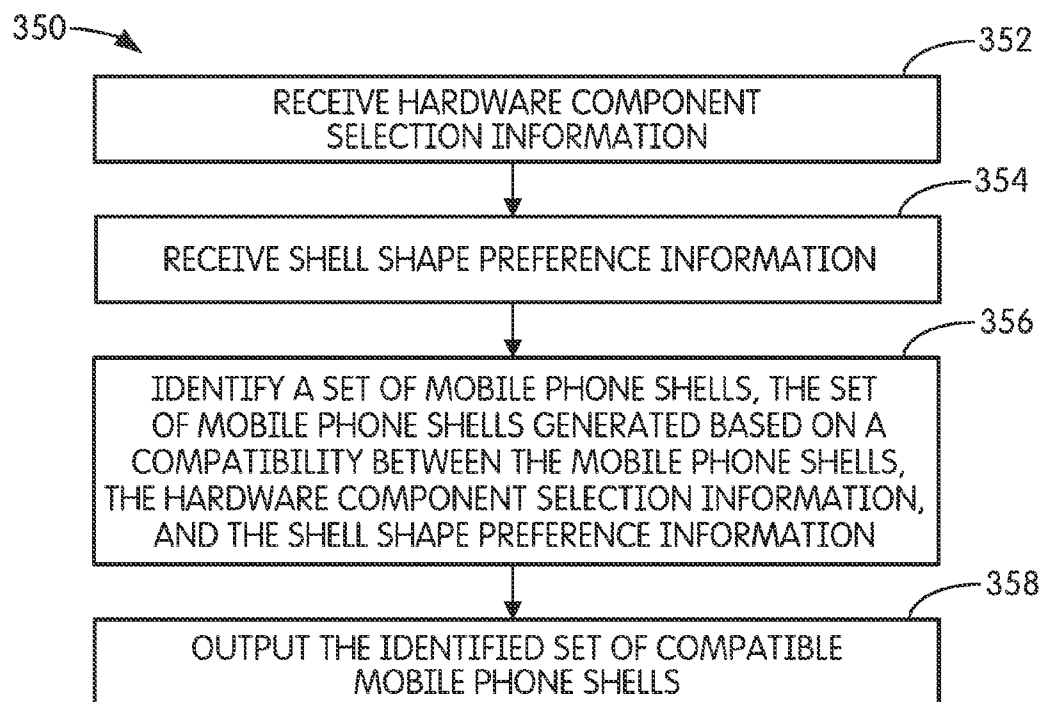 350
352
RECEIVE HARDWARE COMPONENT
SELECTION INFORMATION
354
RECEIVE SHELL SHAPE PREFERENCE INFORMATION
356
IDENTIFY A SET OF MOBILE PHONE SHELLS, THE SET
OF MOBILE PHONE SHELLS GENERATED BASED ON A
COMPATIBILITY BETWEEN THE MOBILE PHONE SHELLS,
THE HARDWARE COMPONENT SELECTION INFORMATION,
AND THE SHELL SHAPE PREFERENCE INFORMATION
358
OUTPUT THE IDENTIFIED SET OF COMPATIBLE
MOBILE PHONE SHELLS